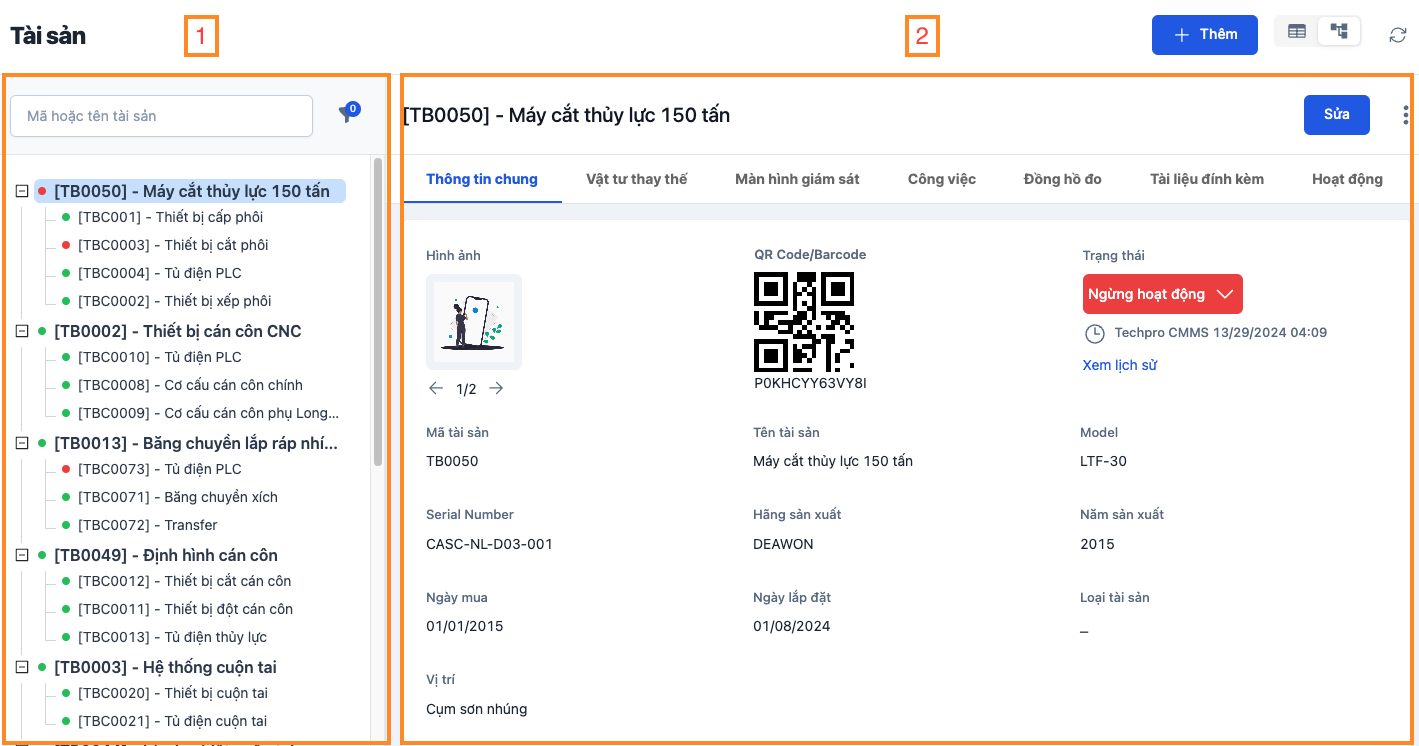 Tài sản
1
2
Thêm
Mã hoặc tên tài sản
0
[TB0050] - Máy cắt thủy lực 150 tấn
[TBC001] - Thiết bị cấp phôi
[TBC0003] - Thiết bị cắt phôi
[TBC0004] - Tủ điện PLC
[TBC0002] - Thiết bị xếp phôi
[TB0002] - Thiết bị cán côn CNC
[TBC0010] - Tủ điện PLC
[TBC0008] - Cơ cấu cán côn chính
[TBC0009] - Cơ cấu cán côn phụ Long...
[TB0013] - Băng chuyền lắp ráp nhí...
[TBC0073] - Tủ điện PLC
[TBC0071] - Băng chuyền xích
[TBC0072] - Transfer
[TB0049] - Định hình cán côn
[TBC0012] - Thiết bị cắt cán côn
[TBC0011] - Thiết bị đột cán côn
[TBC0013] - Tủ điện thủy lực
[TB0003] - Hệ thống cuộn tai
[TBC0020] - Thiết bị cuộn tai
[TBC0021] - Tủ điện cuộn tai
[TB0050] - Máy cắt thủy lực 150 tấn
Sửa
Thông tin chung
Vật tư thay thế
Màn hình giám sát
Công việc
Đồng hồ đo
Tài liệu đính kèm
Hoạt động
Hình ảnh
1/2
QR Code/Barcode
P0KHCYY63VY8I
Trạng thái
Ngừng hoạt động
Techpro CMMS 13/29/2024 04:09
Xem lịch sử
Mã tài sản
TB0050
Tên tài sản
Máy cắt thủy lực 150 tấn
Model
LTF-30
Serial Number
CASC-NL-D03-001
Hãng sản xuất
DEAWON
Năm sản xuất
2015
Ngày mua
01/01/2015
Ngày lắp đặt
01/08/2024
Loại tài sản
_
Vị trí
Cụm sơn nhúng